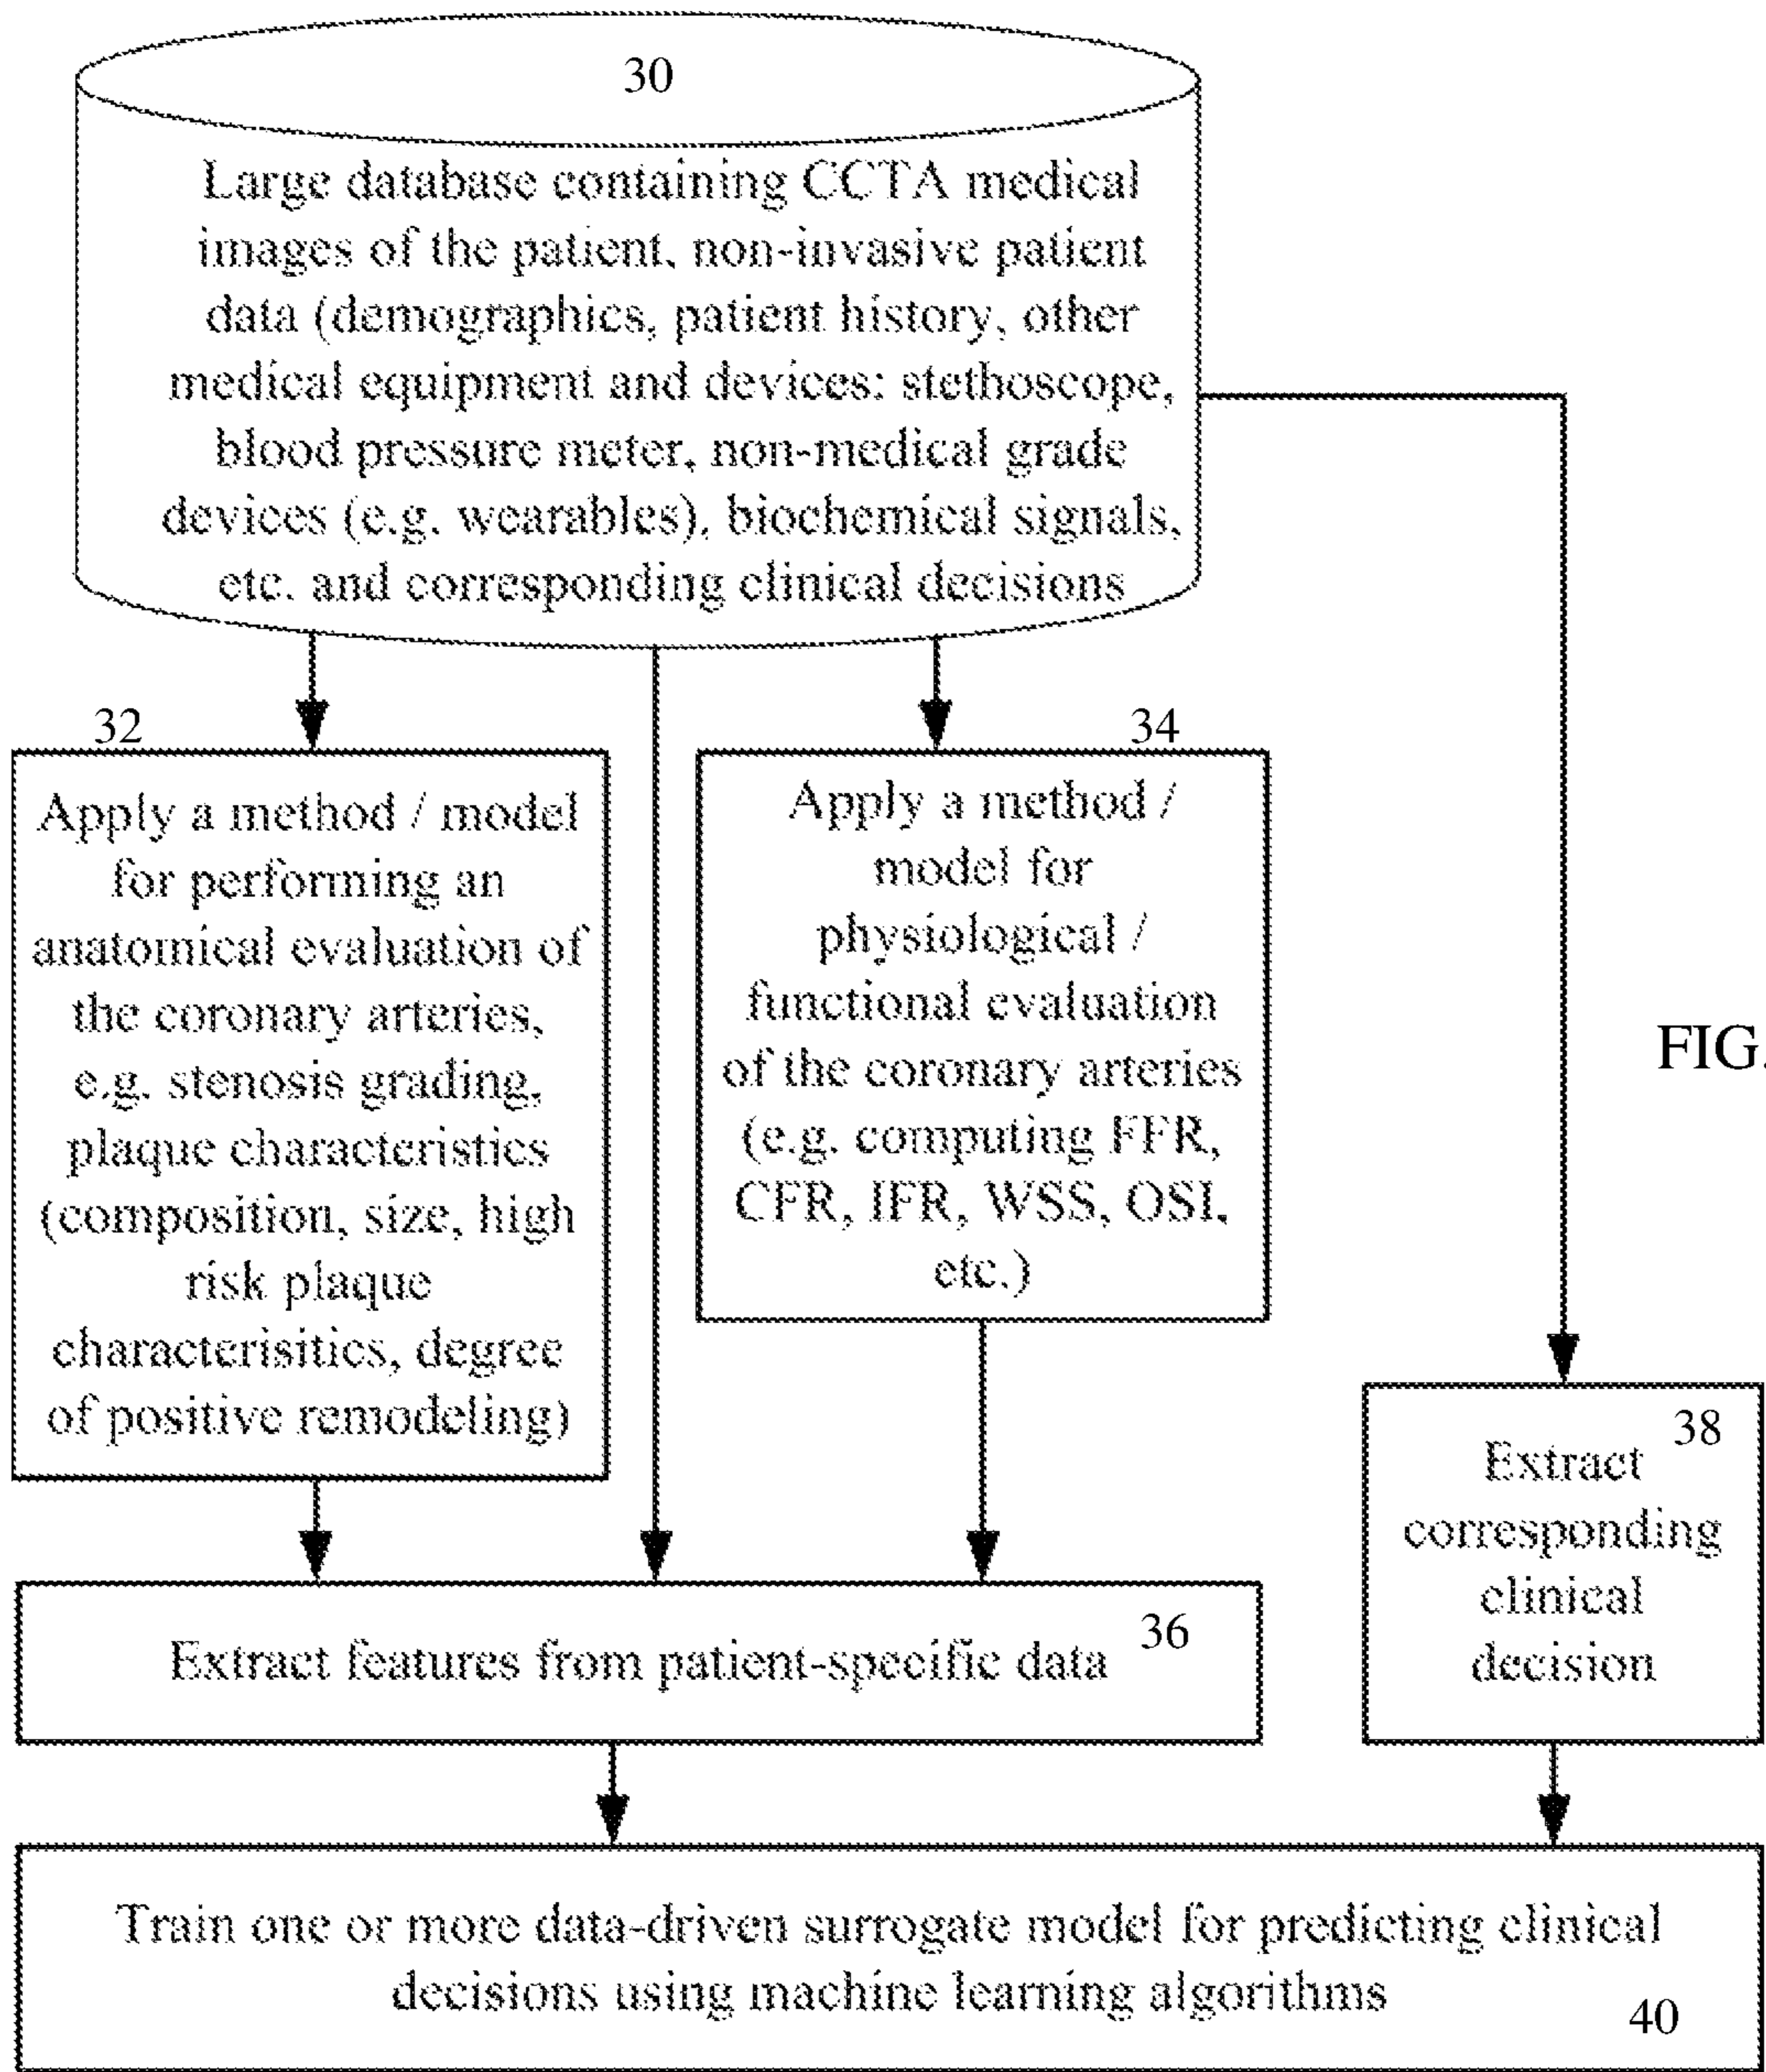 30
Large database containing CCTA medical
images of the patient, non-invasive patient
data (demographics, patient history, other
medical equipment and devices: stethoscope,
blood pressure meter, non-medical grade
devices (e.g. wearables), biochemical signals,
etc. and corresponding clinical decisions
32
Apply a method / model
for performing an
anatomical evaluation of
the coronary arteries,
e.g. stenosis grading,
plaque characteristics
(composition, size, high
risk plaque
characterisitics, degree
of positive remodeling)
34
Apply a method /
model for
physiological /
functional evaluation
of the coronary arteries
(e.g. computing FFR,
CFR, IFR, WSS, OSI,
etc.)
FIG.
38
Extract
corresponding
clinical
decision
36
Extract features from patient-specific data
Train one or more data-driven surrogate model for predicting clinical
decisions using machine learning algorithms
40